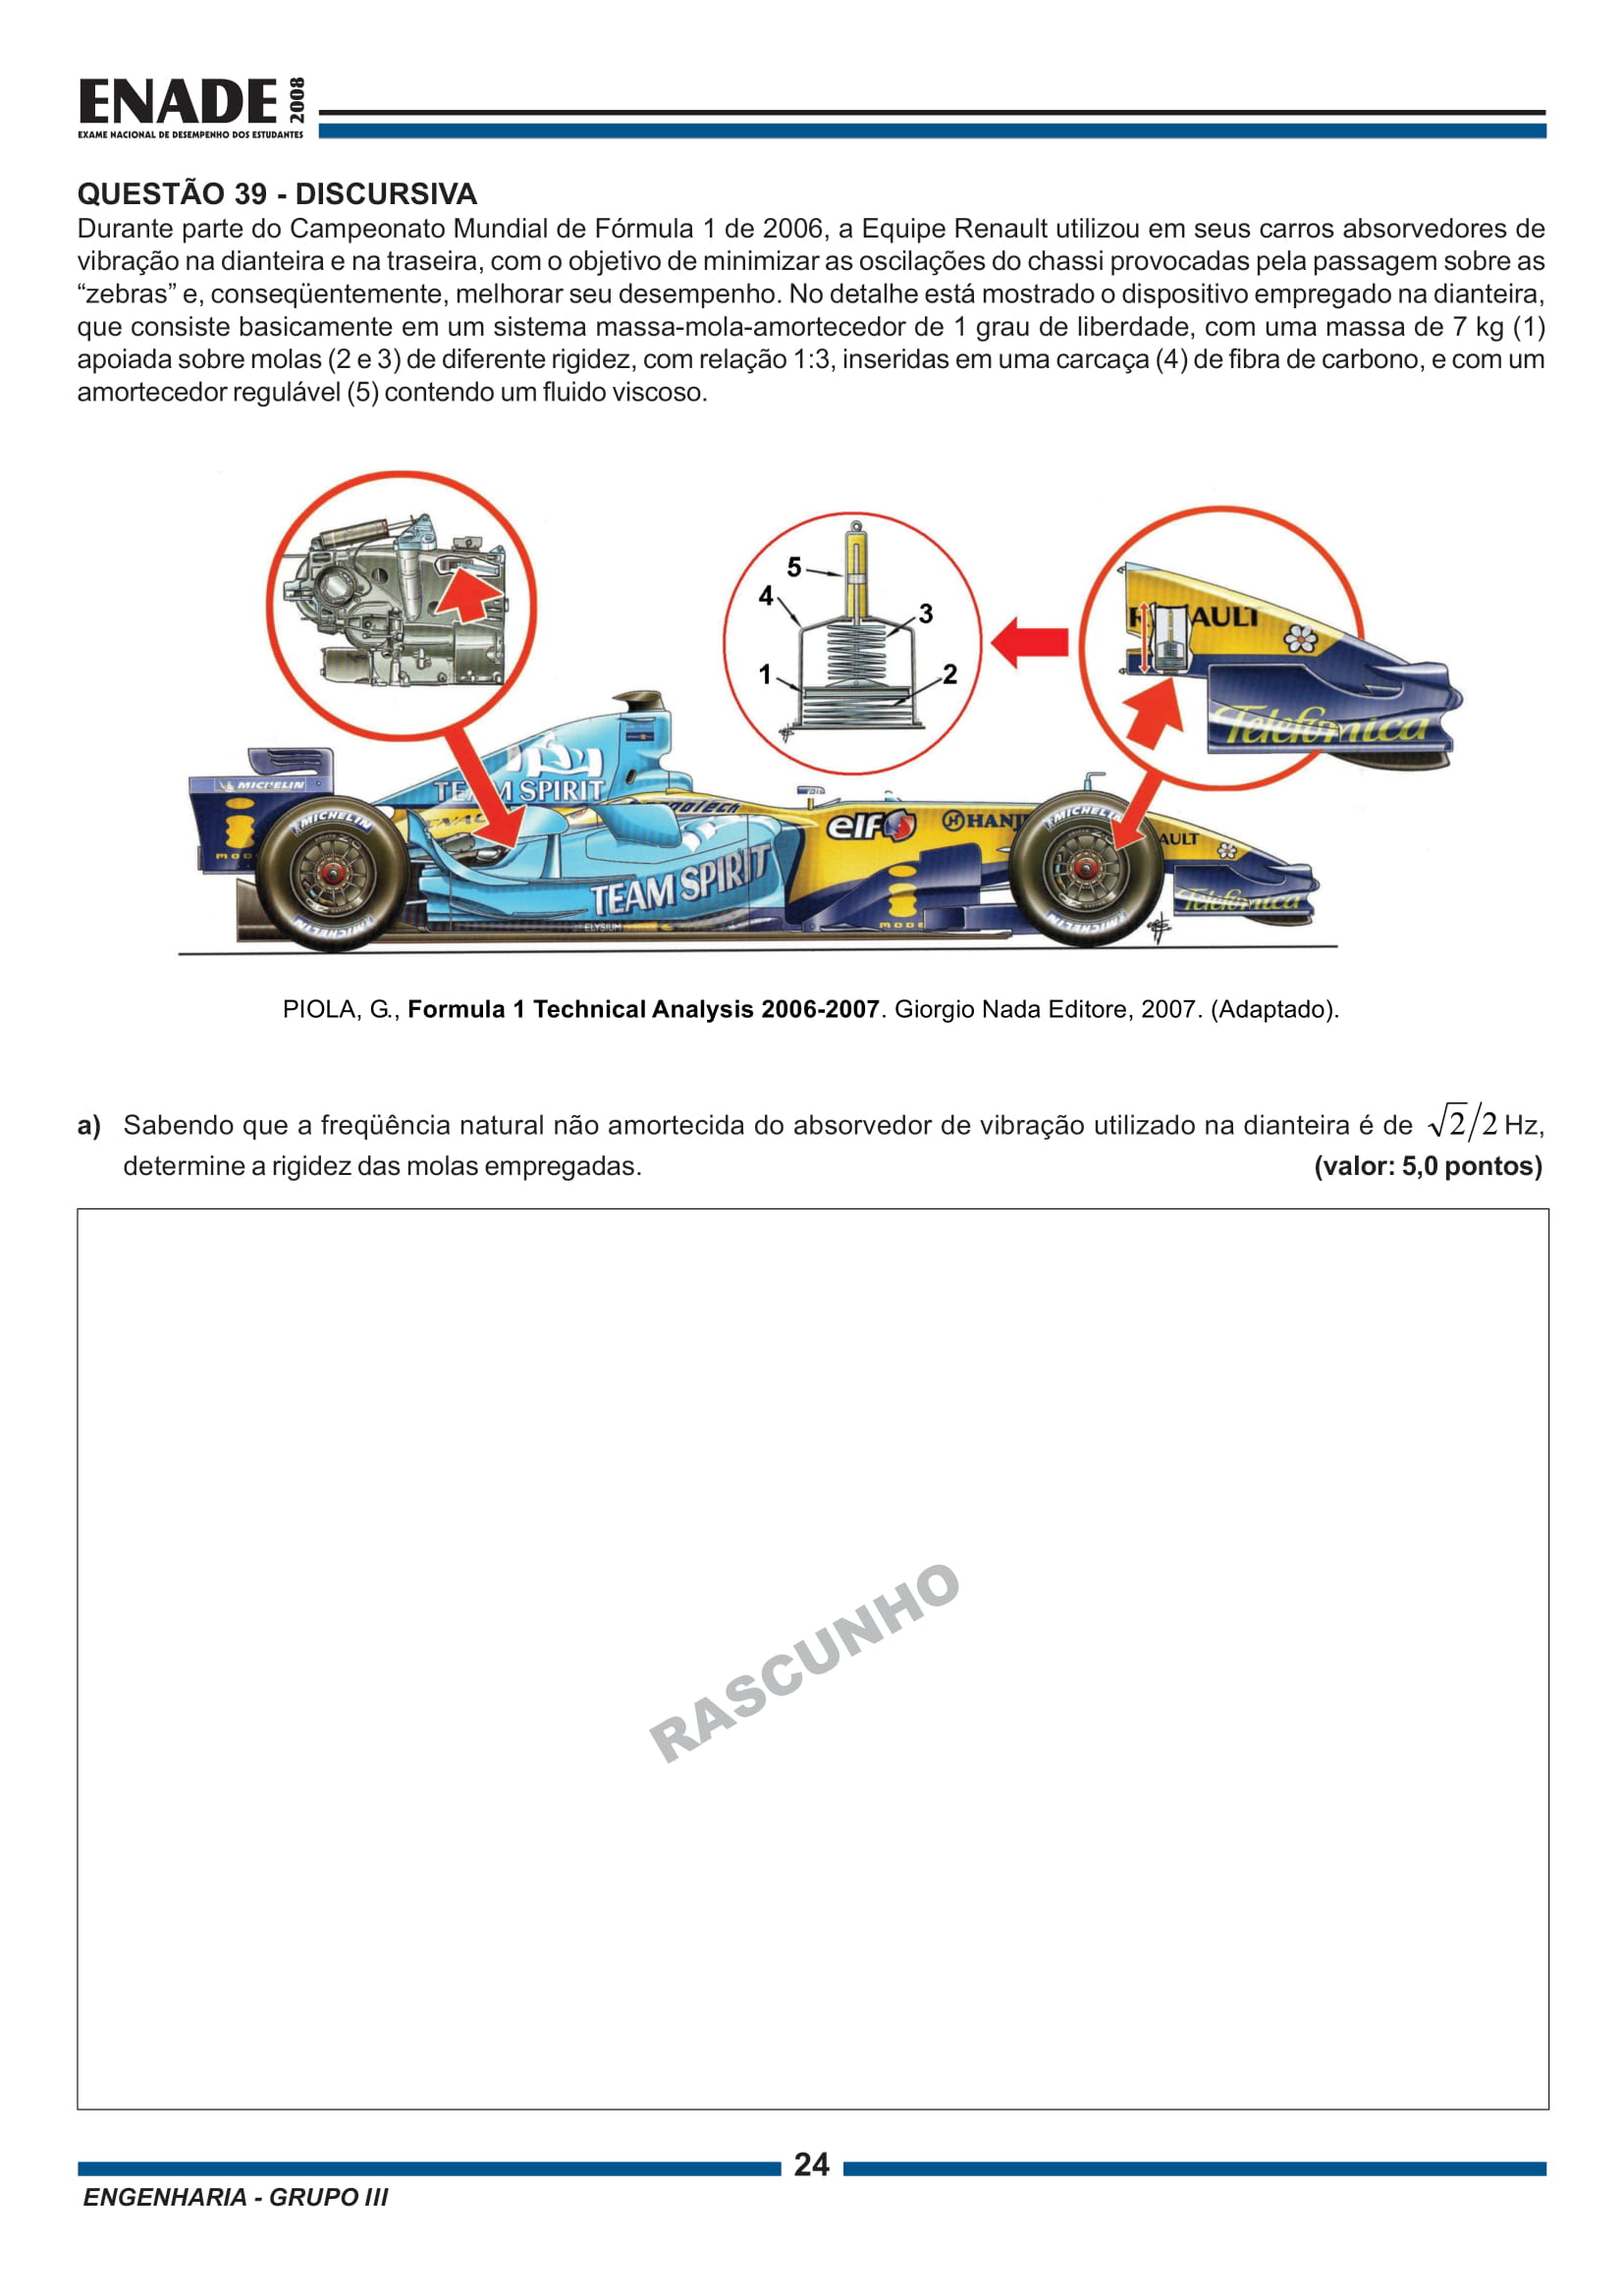 ENADE 2008
EXAME NACIONAL DE DESEMPENHO DOS ESTUDANTES
QUESTÃO 39 - DISCURSIVA
Durante parte do Campeonato Mundial de Fórmula 1 de 2006, a Equipe Renault utilizou em seus carros absorvedores de
vibração na dianteira e na traseira, com o objetivo de minimizar as oscilações do chassi provocadas pela passagem sobre as
“zebras” e, conseqüentemente, melhorar seu desempenho. No detalhe está mostrado o dispositivo empregado na dianteira,
que consiste basicamente em um sistema massa-mola-amortecedor de 1 grau de liberdade, com uma massa de 7 kg (1)
apoiada sobre molas (2 e 3) de diferente rigidez, com relação 1:3, inseridas em uma carcaça (4) de fibra de carbono, e com um
amortecedor regulável (5) contendo um fluido viscoso.
5
4
3
1
2
AULT
Telefónica
MICHELIN
TEAM SPIRIT
MICHELIN
elf
HANJ
MICHELIN
AULT
Telefónica
TEAM SPIRIT
ELYSIUM
MICHELIN
MICHELIN
PIOLA, G., Formula 1 Technical Analysis 2006-2007. Giorgio Nada Editore, 2007. (Adaptado).
a) Sabendo que a freqüência natural não amortecida do absorvedor de vibração utilizado na dianteira é de √2/2 Hz,
determine a rigidez das molas empregadas. (valor: 5,0 pontos)
RASCUNHO
24
ENGENHARIA - GRUPO III